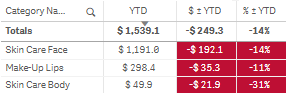 Category Na... YTD $ ± YTD % ± YTD
Totals $ 1,539.1 -$ 249.3 -14%
Skin Care Face $ 1,191.0 -$ 192.1 -14%
Make-Up Lips $ 298.4 -$ 35.3 -11%
Skin Care Body $ 49.9 -$ 21.9 -31%